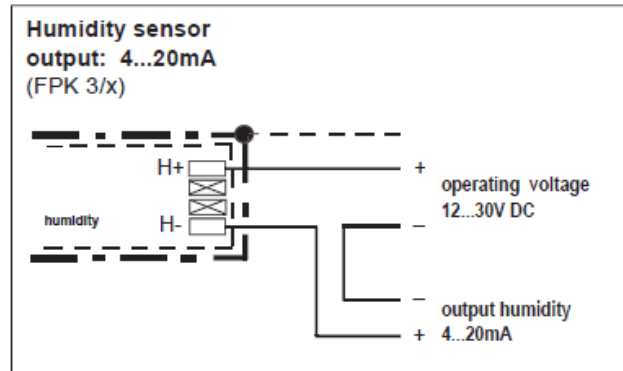 Humidity sensor
output: 4...20mA
(FPK 3/x)
H+
humidity
H-
+
operating voltage
12...30V DC
–
–
output humidity
+ 4...20mA